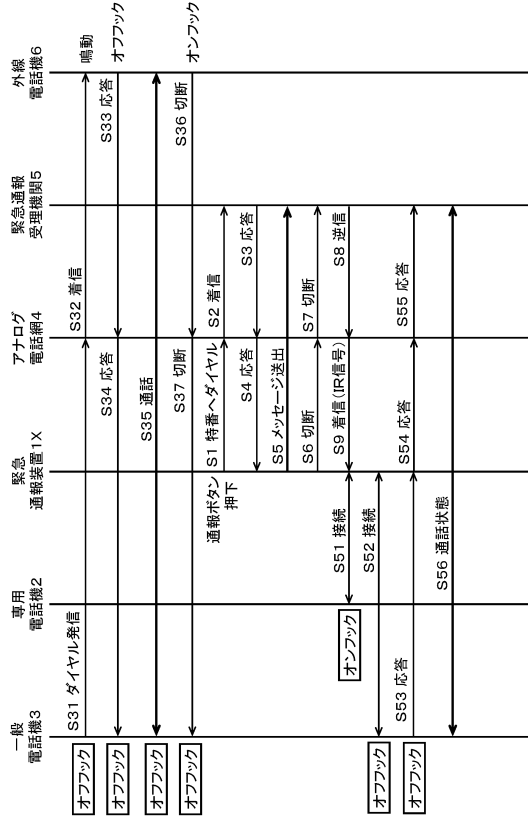 一般
電話機3
専用
電話機2
緊急
通報装置1X
アナログ
電話網4
緊急通報
受理機関5
外線
電話機6
オフフック
S31 ダイヤル発信
S32 着信
鳴動
オフフック
S34 応答
S33 応答
オフフック
オフフック
S35 通話
オフフック
S37 切断
S36 切断
オンフック
通報ボタン
押下
S1 特番へダイヤル
S2 着信
S4 応答
S3 応答
S5 メッセージ送出
S6 切断
S7 切断
オンフック
S51 接続
S9 着信(IR信号)
S8 逆信
オフフック
S52 接続
オフフック
S53 応答
S54 応答
S55 応答
S56 通話状態